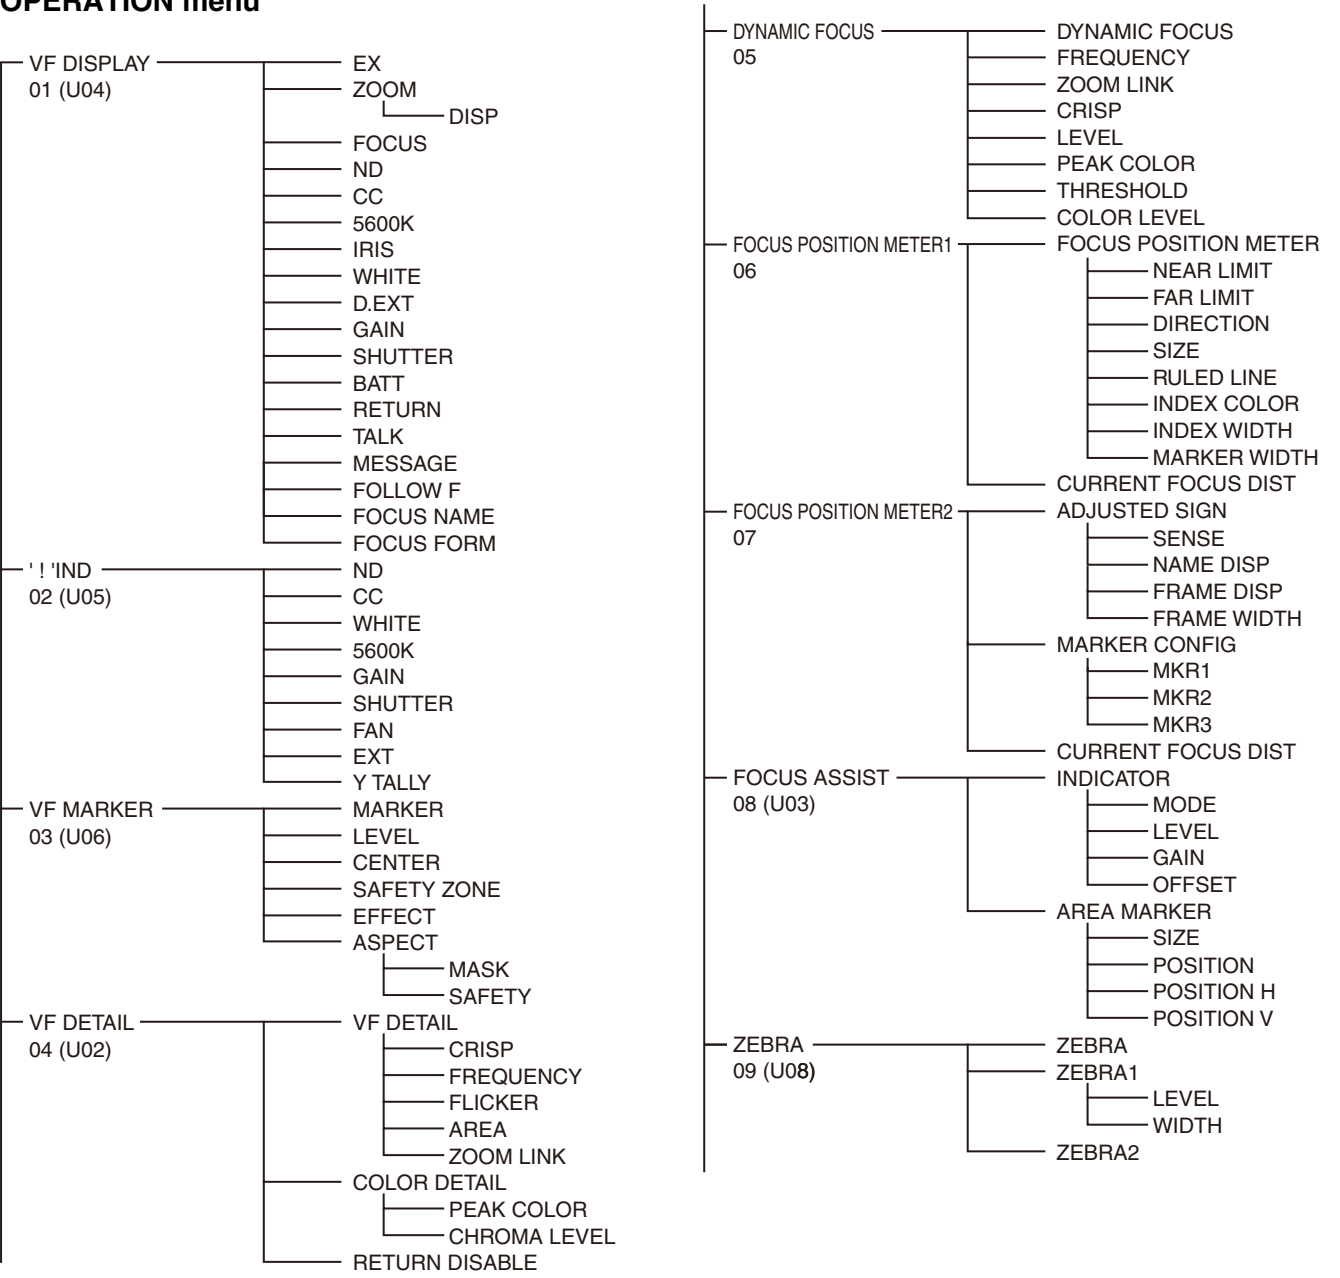 OPERATION menu
VF DISPLAY
01 (U04)
EX
ZOOM
DISP
FOCUS
ND
CC
5600K
IRIS
WHITE
D.EXT
GAIN
SHUTTER
BATT
RETURN
TALK
MESSAGE
FOLLOW F
FOCUS NAME
FOCUS FORM
' ! 'IND
02 (U05)
ND
CC
WHITE
5600K
GAIN
SHUTTER
FAN
EXT
Y TALLY
VF MARKER
03 (U06)
MARKER
LEVEL
CENTER
SAFETY ZONE
EFFECT
ASPECT
MASK
SAFETY
VF DETAIL
04 (U02)
VF DETAIL
CRISP
FREQUENCY
FLICKER
AREA
ZOOM LINK
COLOR DETAIL
PEAK COLOR
CHROMA LEVEL
RETURN DISABLE
DYNAMIC FOCUS
05
DYNAMIC FOCUS
FREQUENCY
ZOOM LINK
CRISP
LEVEL
PEAK COLOR
THRESHOLD
COLOR LEVEL
FOCUS POSITION METER1
06
FOCUS POSITION METER
NEAR LIMIT
FAR LIMIT
DIRECTION
SIZE
RULED LINE
INDEX COLOR
INDEX WIDTH
MARKER WIDTH
CURRENT FOCUS DIST
FOCUS POSITION METER2
07
ADJUSTED SIGN
SENSE
NAME DISP
FRAME DISP
FRAME WIDTH
MARKER CONFIG
MKR1
MKR2
MKR3
CURRENT FOCUS DIST
FOCUS ASSIST
08 (U03)
INDICATOR
MODE
LEVEL
GAIN
OFFSET
AREA MARKER
SIZE
POSITION
POSITION H
POSITION V
ZEBRA
09 (U08)
ZEBRA
ZEBRA1
LEVEL
WIDTH
ZEBRA2